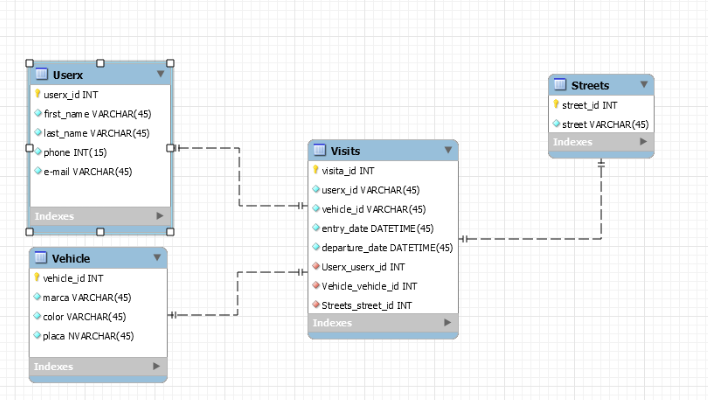 Userx
userx_id INT
first_name VARCHAR(45)
last_name VARCHAR(45)
phone INT(15)
e-mail VARCHAR(45)
Indexes
Vehicle
vehicle_id INT
marca VARCHAR(45)
color VARCHAR(45)
placa NVARCHAR(45)
Indexes
Visits
visita_id INT
userx_id VARCHAR(45)
vehicle_id VARCHAR(45)
entry_date DATETIME(45)
departure_date DATETIME(45)
Userx_userx_id INT
Vehicle_vehicle_id INT
Streets_street_id INT
Indexes
Streets
street_id INT
street VARCHAR(45)
Indexes